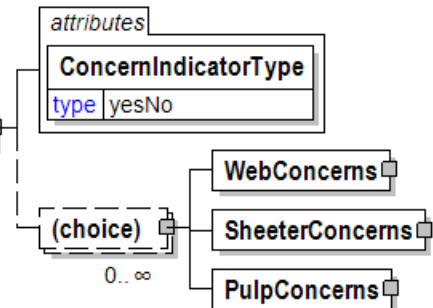 attributes
ConcernIndicatorType
type yesNo
WebConcerns
(choice)
SheeterConcerns
0.. ∞
PulpConcerns